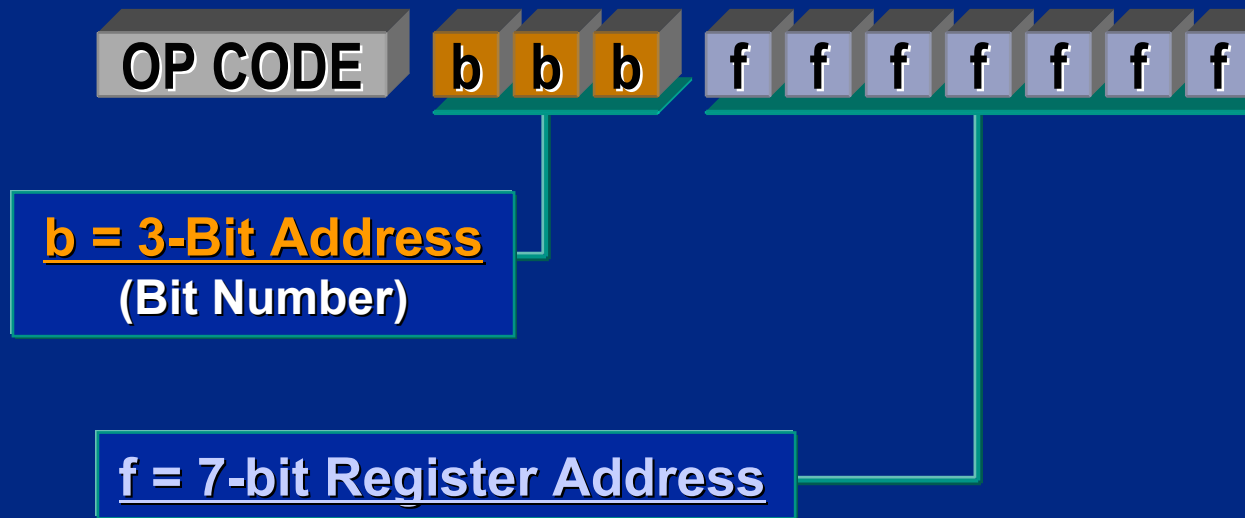 OP CODE b b b f f f f f f f
b = 3-Bit Address
(Bit Number)
f = 7-bit Register Address